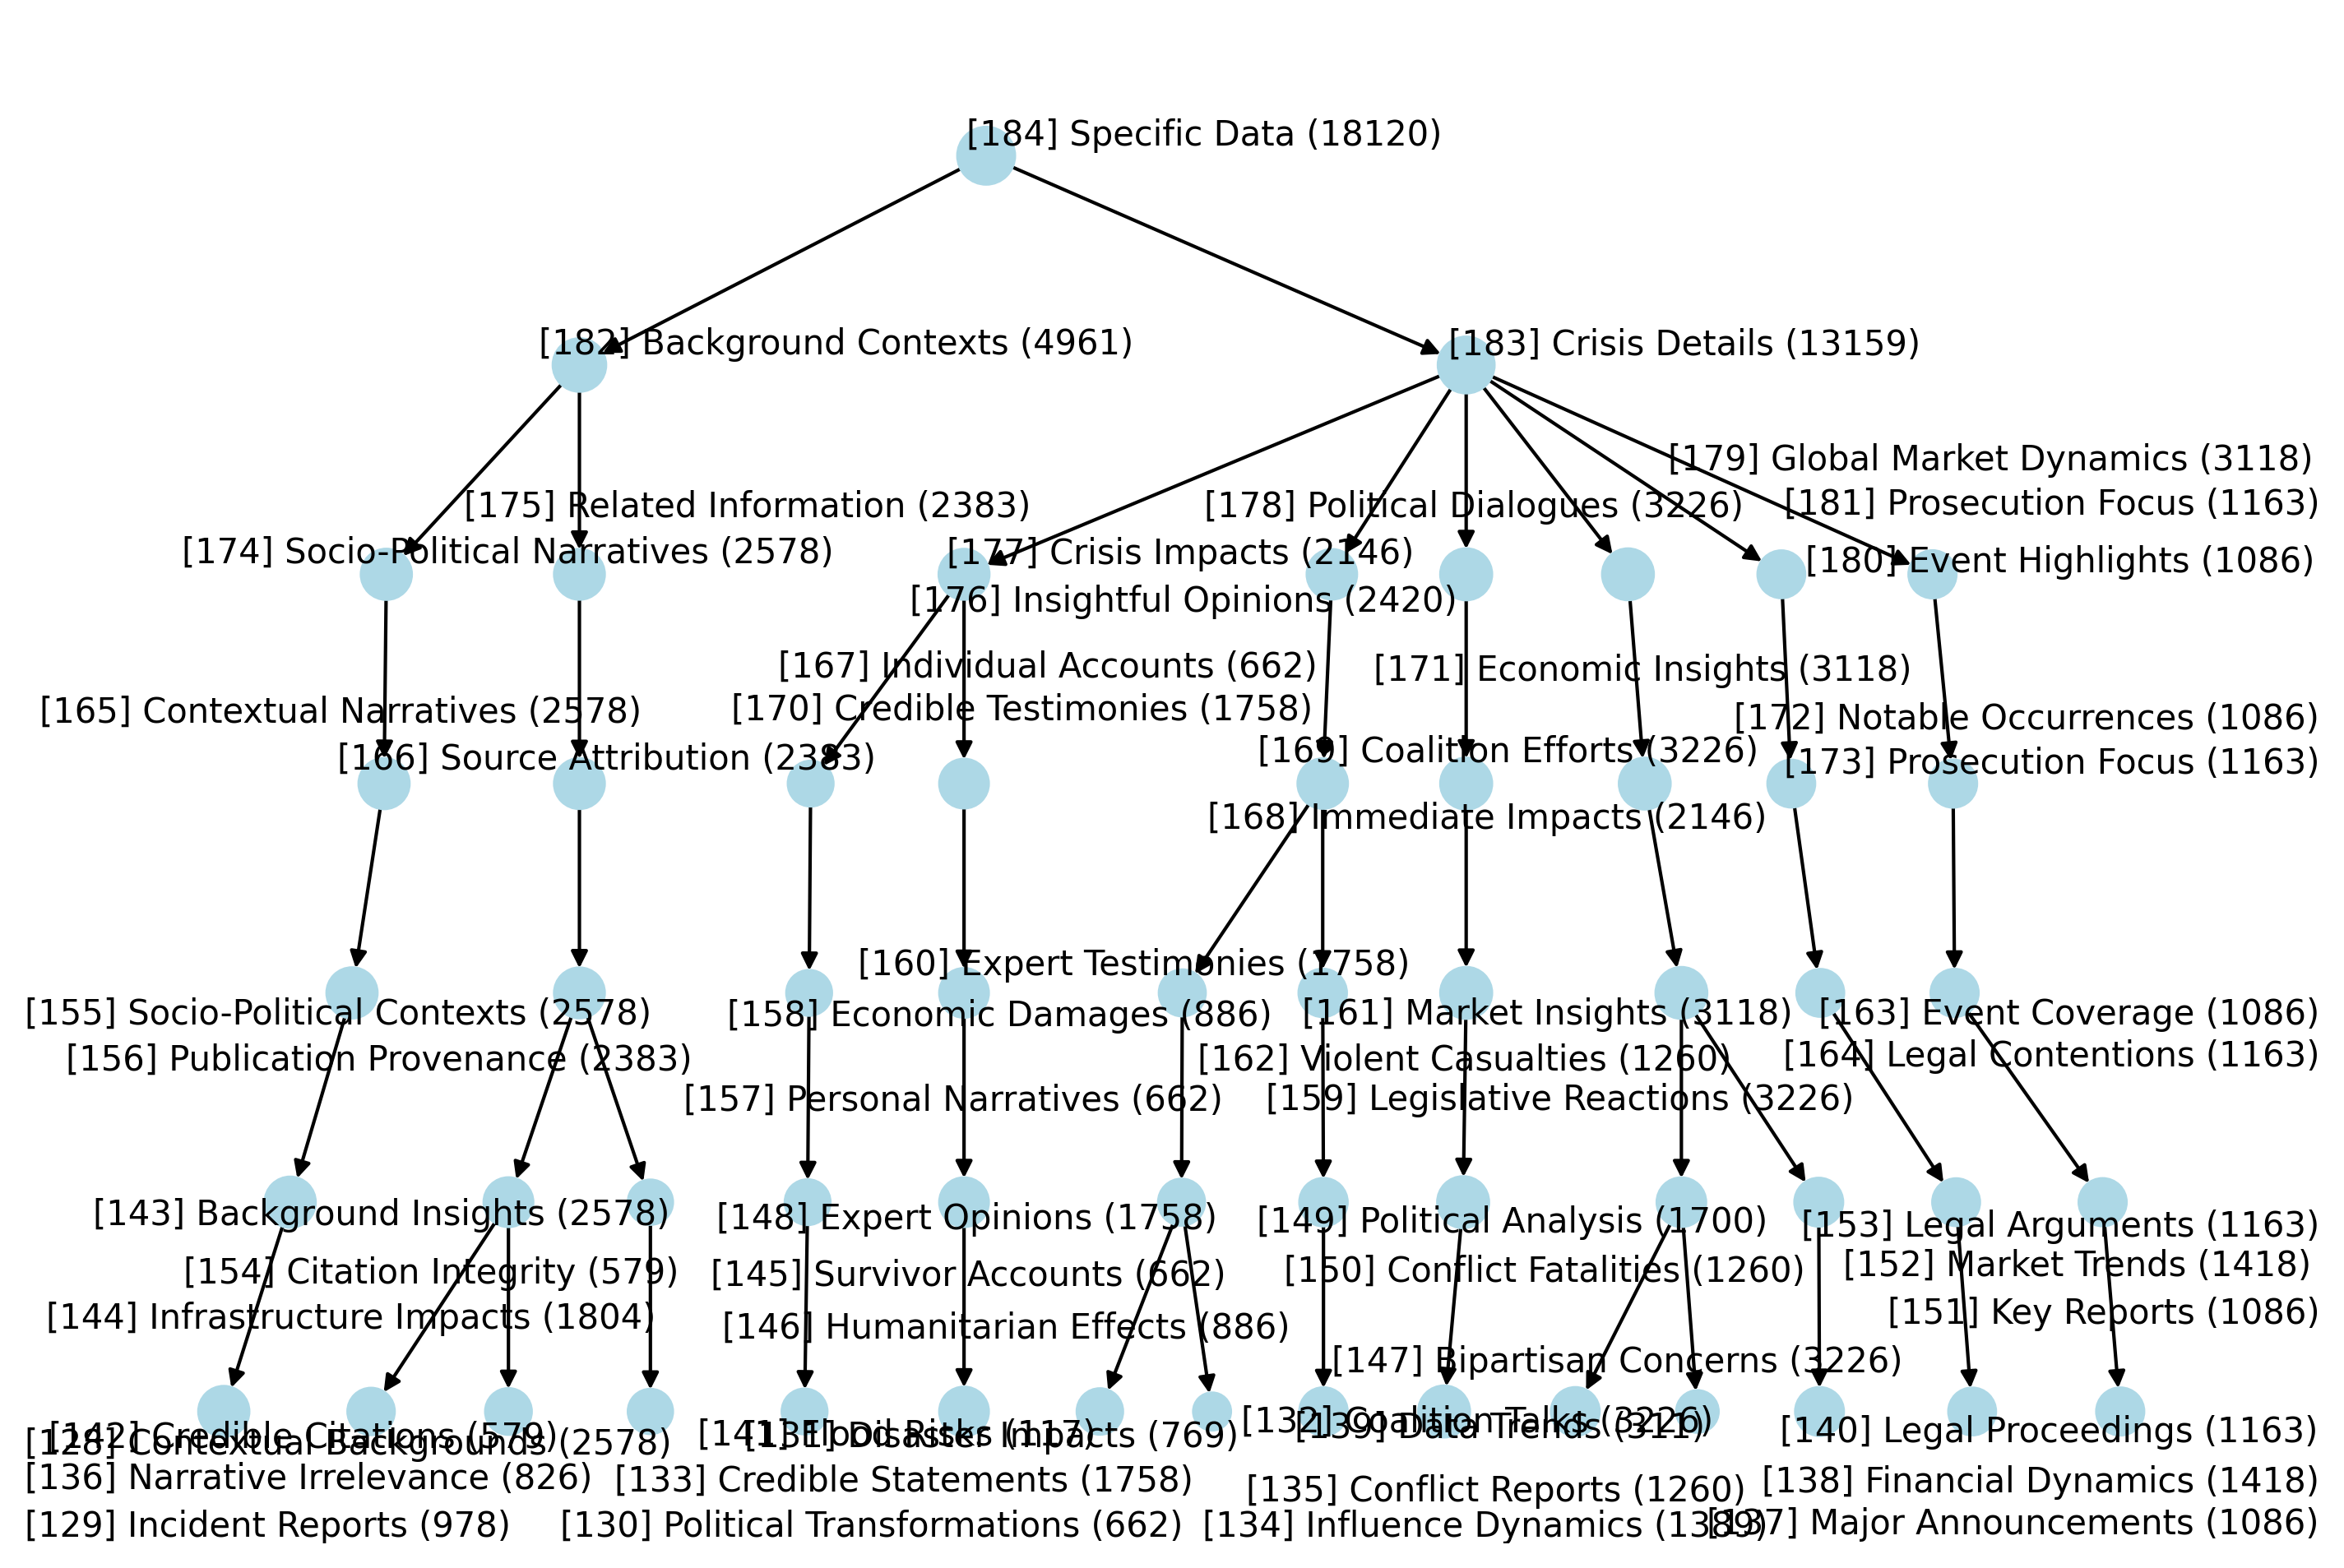 [184] Specific Data (18120)
[182] Background Contexts (4961)
[183] Crisis Details (13159)
[179] Global Market Dynamics (3118)
[175] Related Information (2383)
[178] Political Dialogues (3226)
[181] Prosecution Focus (1163)
[174] Socio-Political Narratives (2578)
[177] Crisis Impacts (2146)
[180] Event Highlights (1086)
[176] Insightful Opinions (2420)
[167] Individual Accounts (662)
[171] Economic Insights (3118)
[165] Contextual Narratives (2578)
[170] Credible Testimonies (1758)
[172] Notable Occurrences (1086)
[166] Source Attribution (2383)
[169] Coalition Efforts (3226)
[173] Prosecution Focus (1163)
[168] Immediate Impacts (2146)
[160] Expert Testimonies (1758)
[155] Socio-Political Contexts (2578)
[158] Economic Damages (886)
[161] Market Insights (3118)
[163] Event Coverage (1086)
[156] Publication Provenance (2383)
[162] Violent Casualties (1260)
[164] Legal Contentions (1163)
[157] Personal Narratives (662)
[159] Legislative Reactions (3226)
[143] Background Insights (2578)
[148] Expert Opinions (1758)
[149] Political Analysis (1700)
[153] Legal Arguments (1163)
[154] Citation Integrity (579)
[145] Survivor Accounts (662)
[150] Conflict Fatalities (1260)
[152] Market Trends (1418)
[144] Infrastructure Impacts (1804)
[146] Humanitarian Effects (886)
[151] Key Reports (1086)
[147] Bipartisan Concerns (3226)
[142] Credible Citations (579)
[128] Contextual Backgrounds (2578)
[141] Flood Risks (117)
[131] Disaster Impacts (769)
[132] Coalition Talks (3226)
[139] Data Trends (311)
[140] Legal Proceedings (1163)
[136] Narrative Irrelevance (826)
[133] Credible Statements (1758)
[135] Conflict Reports (1260)
[138] Financial Dynamics (1418)
[129] Incident Reports (978)
[130] Political Transformations (662)
[134] Influence Dynamics (1389)
[137] Major Announcements (1086)